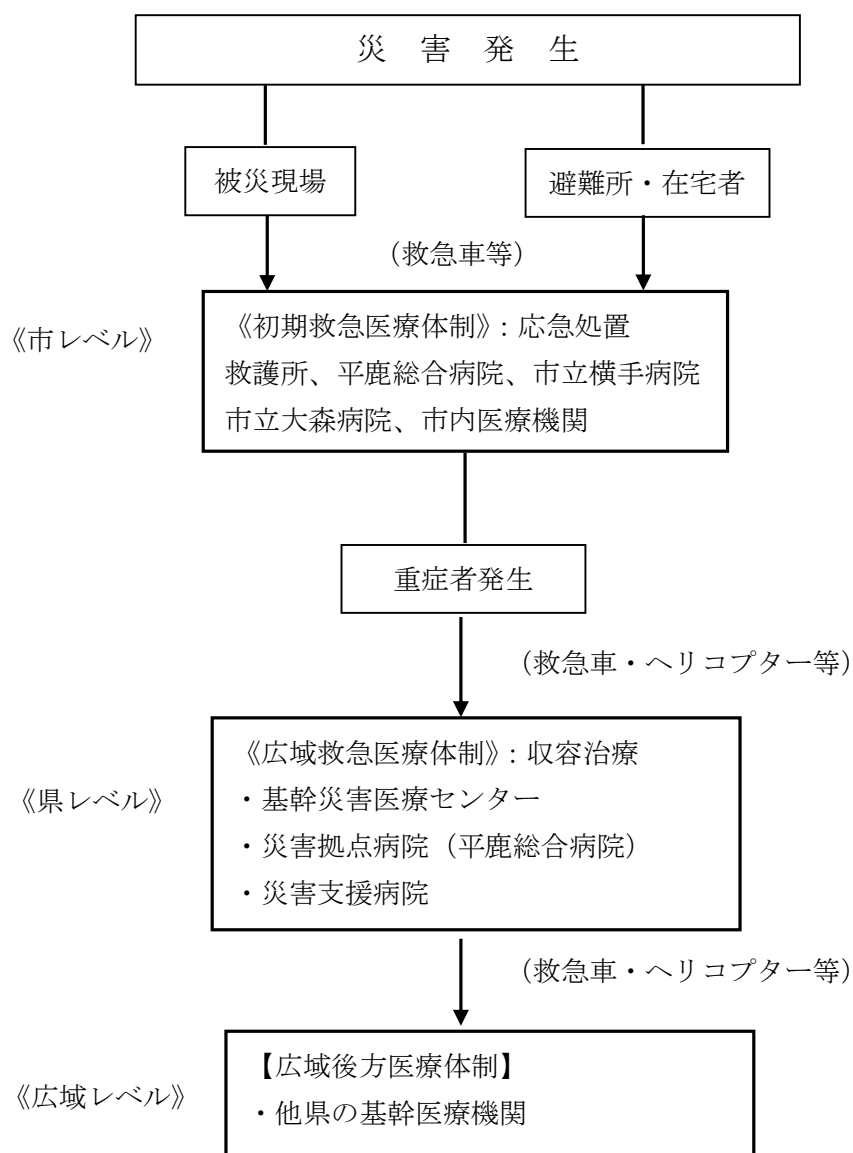 災　害　発　生
被災現場
避難所・在宅者
(救急車等)
《市レベル》
《初期救急医療体制》: 応急処置
救護所、平鹿総合病院、市立横手病院
市立大森病院、市内医療機関
重症者発生
(救急車・ヘリコプター等)
《県レベル》
《広域救急医療体制》: 収容治療
・基幹災害医療センター
・災害拠点病院（平鹿総合病院）
・災害支援病院
(救急車・ヘリコプター等)
《広域レベル》
【広域後方医療体制】
・他県の基幹医療機関